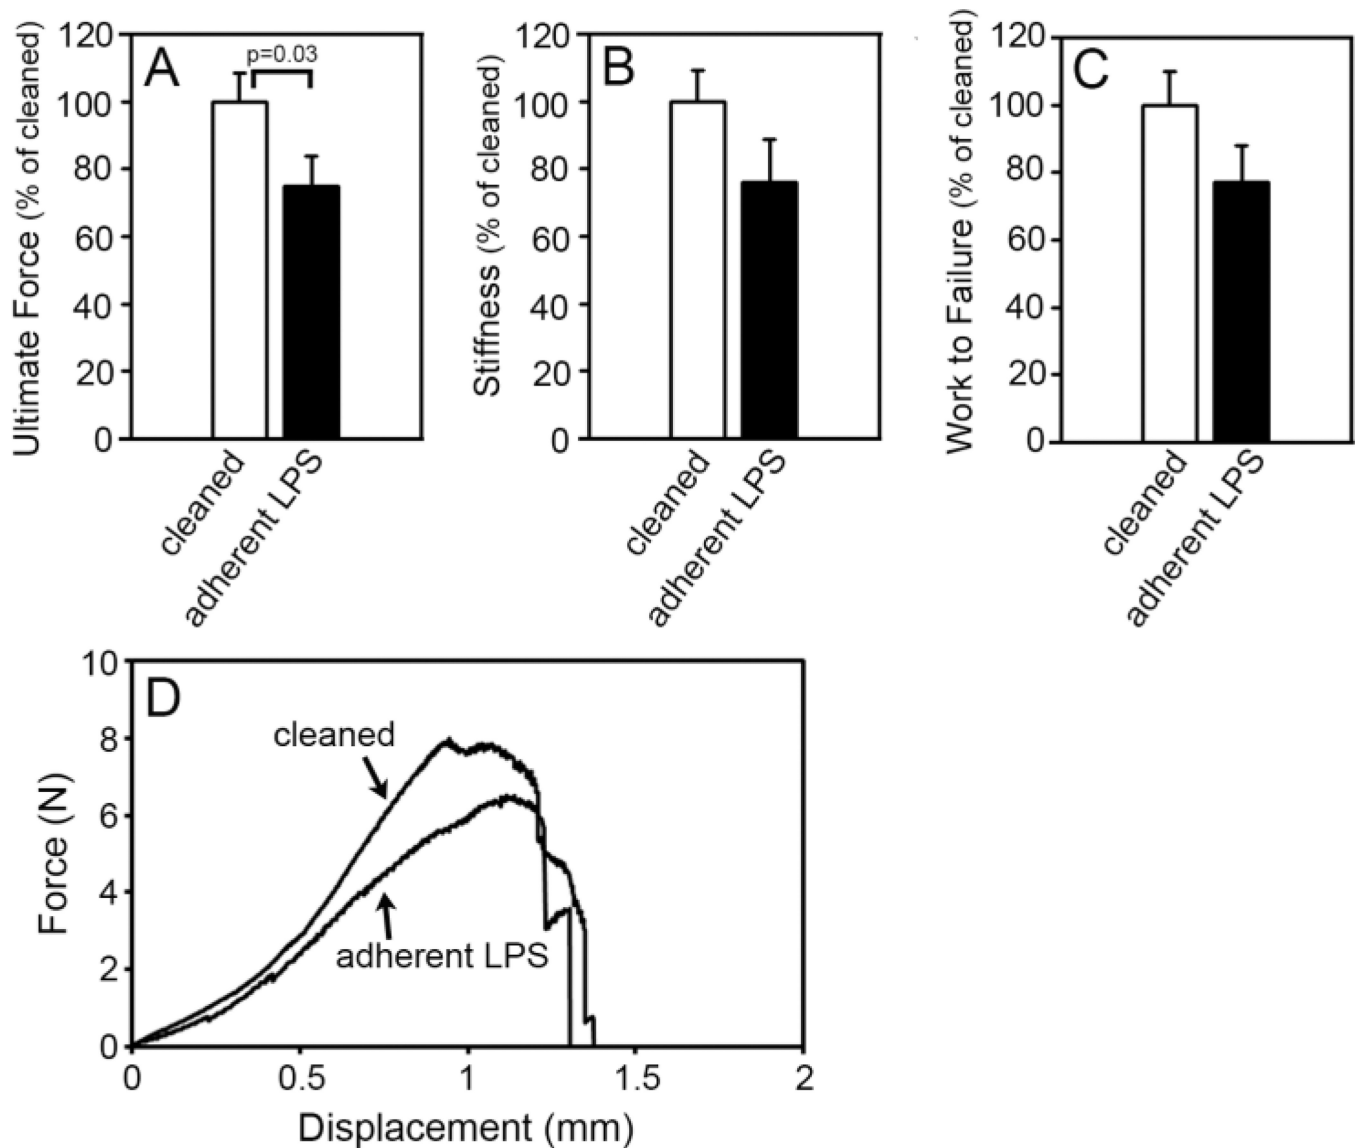 A
p=0.03
Ultimate Force (% of cleaned)
120
100
80
60
40
20
0
cleaned
adherent LPS
B
Stiffness (% of cleaned)
120
100
80
60
40
20
0
cleaned
adherent LPS
C
Work to Failure (% of cleaned)
120
100
80
60
40
20
0
cleaned
adherent LPS
D
Force (N)
10
8
6
4
2
0
cleaned
adherent LPS
0 0.5 1 1.5 2
Displacement (mm)